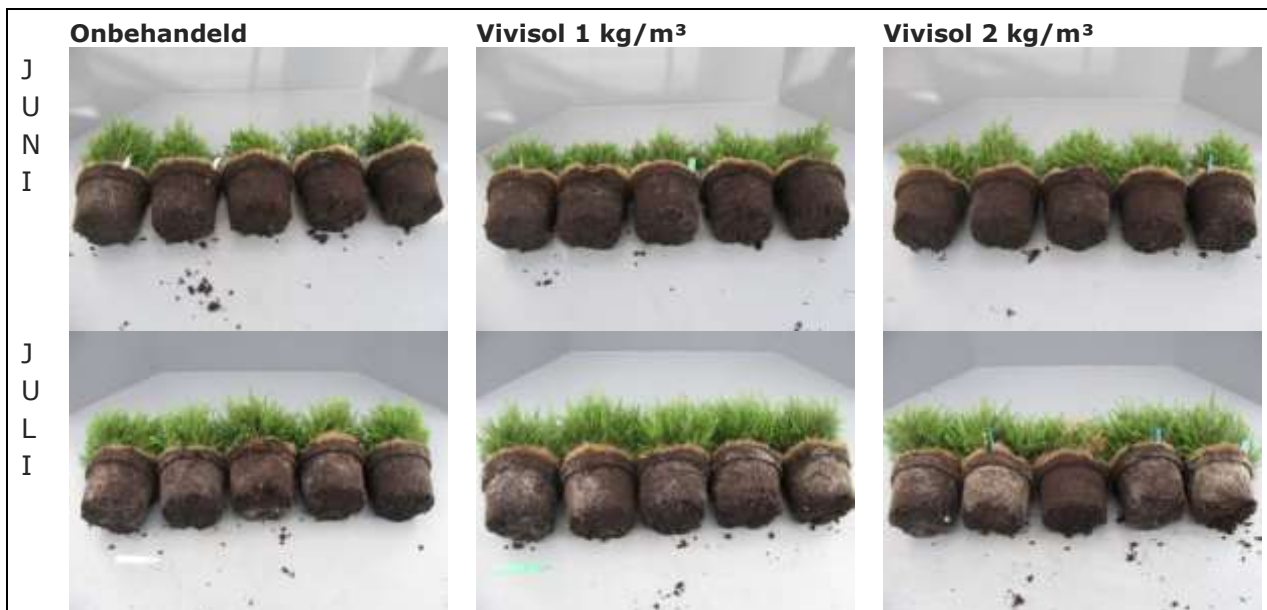 Onbehandeld
Vivisol 1 kg/m³
Vivisol 2 kg/m³
J
U
N
I
J
U
L
I